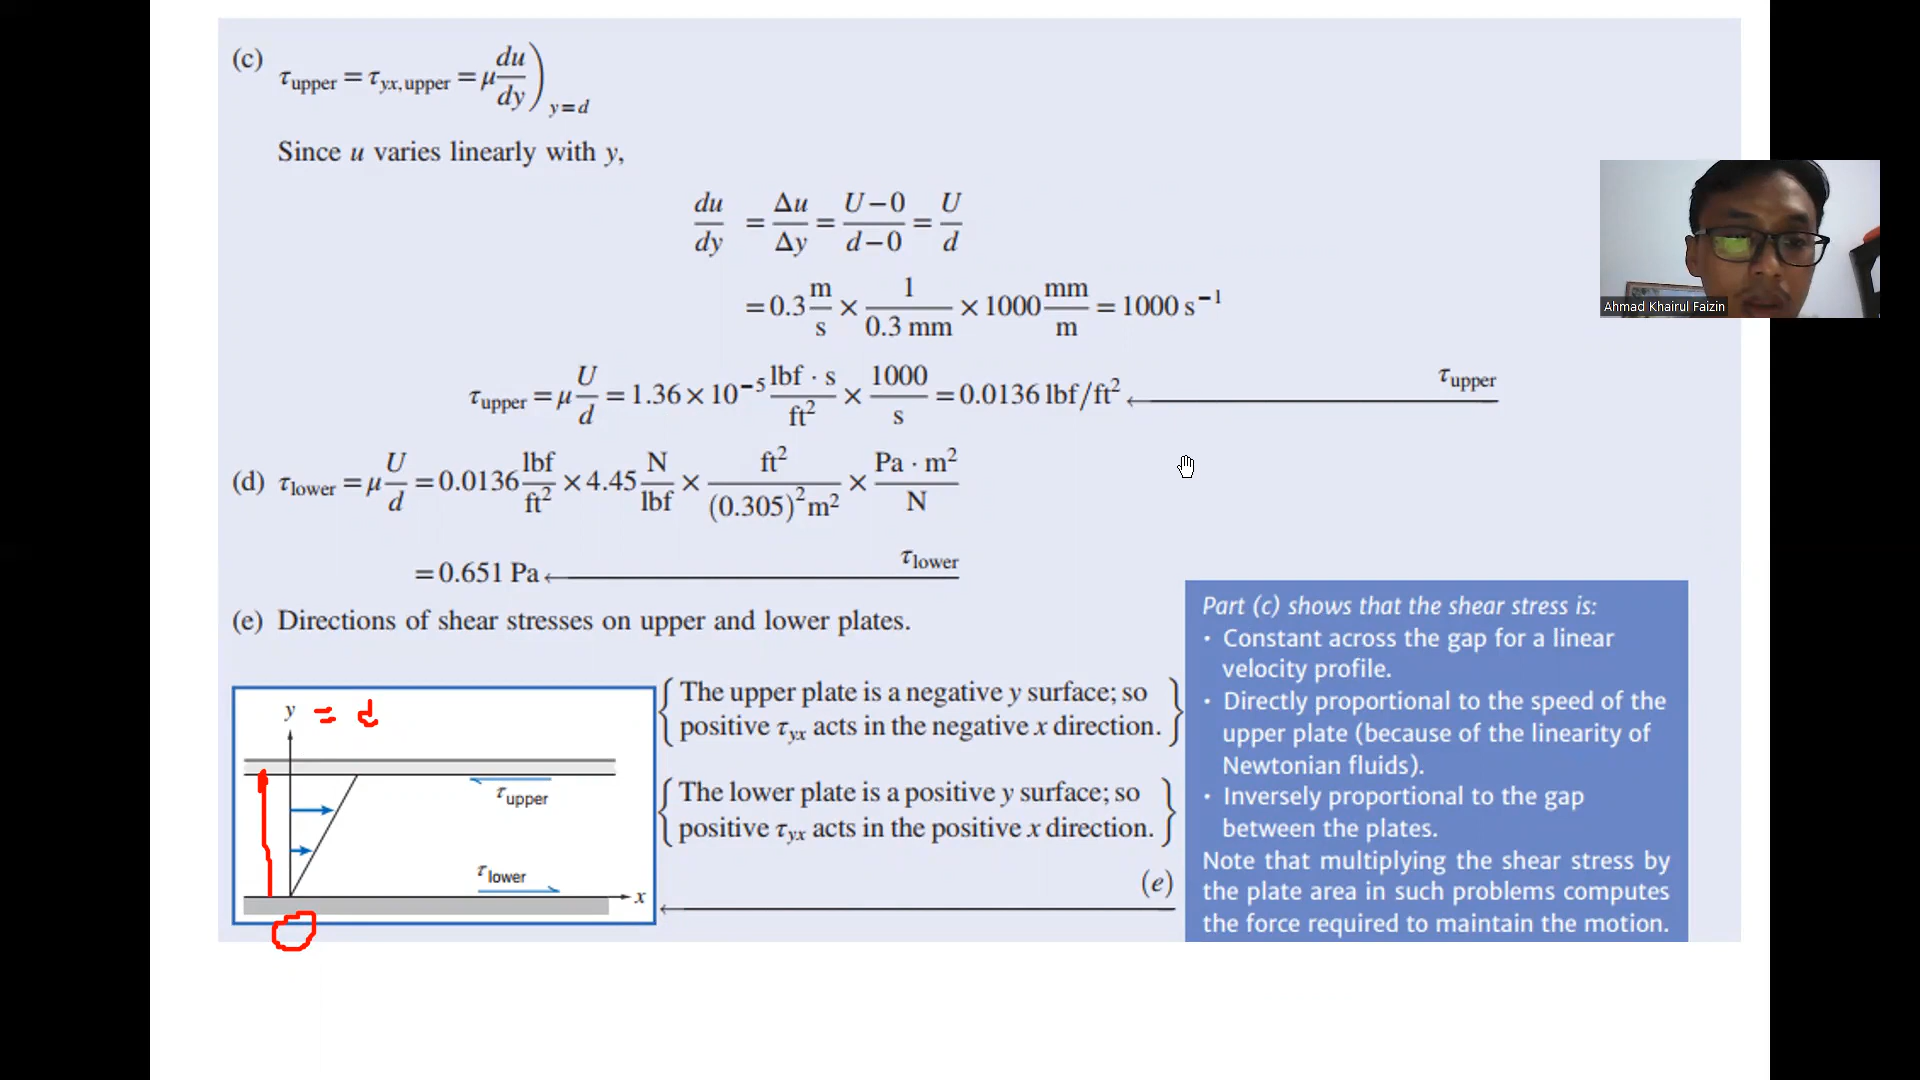 (c) τupper = τyx,upper = μ du/dy)y=d
Since u varies linearly with y,
du/dy = Δu/Δy = U−0/d−0 = U/d
= 0.3 m/s × 1/0.3 mm × 1000 mm/m = 1000 s⁻¹
τupper = μ U/d = 1.36 × 10⁻⁵ lbf · s/ft² × 1000/s = 0.0136 lbf/ft² ← τupper
(d) τlower = μ U/d = 0.0136 lbf/ft² × 4.45 N/lbf × ft²/(0.305)² m² × Pa · m²/N
= 0.651 Pa ← τlower
(e) Directions of shear stresses on upper and lower plates.
y = d
τupper
τlower
x
{The upper plate is a negative y surface; so
positive τyx acts in the negative x direction.}
{The lower plate is a positive y surface; so
positive τyx acts in the positive x direction.}
(e)
Part (c) shows that the shear stress is:
· Constant across the gap for a linear
velocity profile.
· Directly proportional to the speed of the
upper plate (because of the linearity of
Newtonian fluids).
· Inversely proportional to the gap
between the plates.
Note that multiplying the shear stress by
the plate area in such problems computes
the force required to maintain the motion.
Ahmad Khairul Faizin